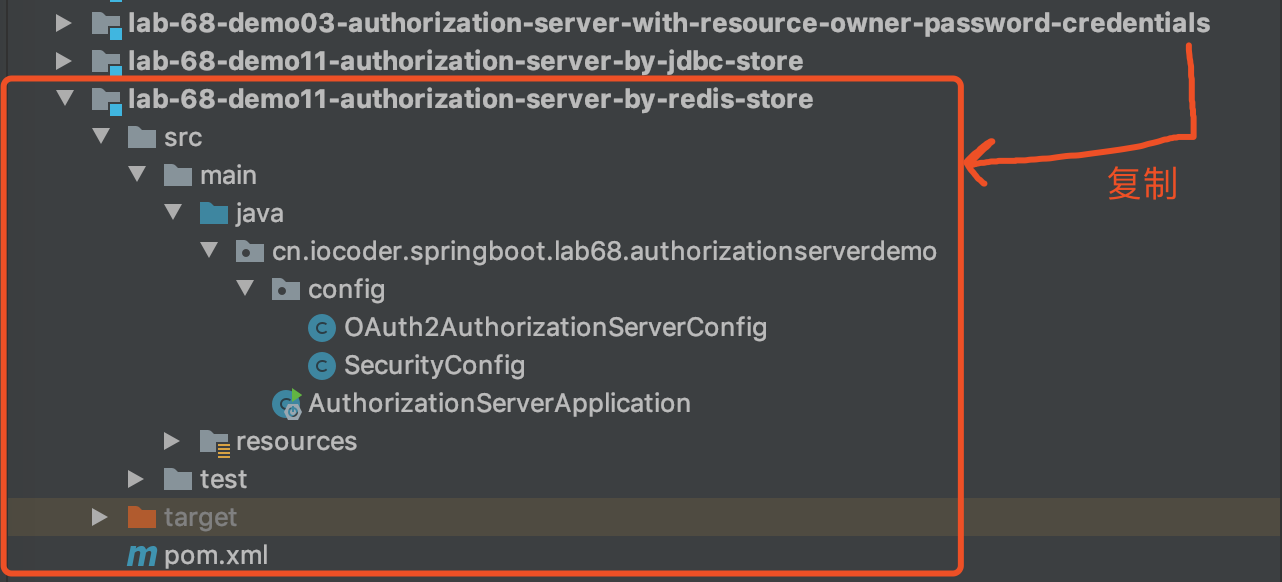 lab-68-demo03-authorization-server-with-resource-owner-password-credentials
lab-68-demo11-authorization-server-by-jdbc-store
lab-68-demo11-authorization-server-by-redis-store
src
main
复制
java
cn.iocoder.springboot.lab68.authorizationserverdemo
config
OAuth2AuthorizationServerConfig
SecurityConfig
AuthorizationServerApplication
resources
test
target
pom.xml